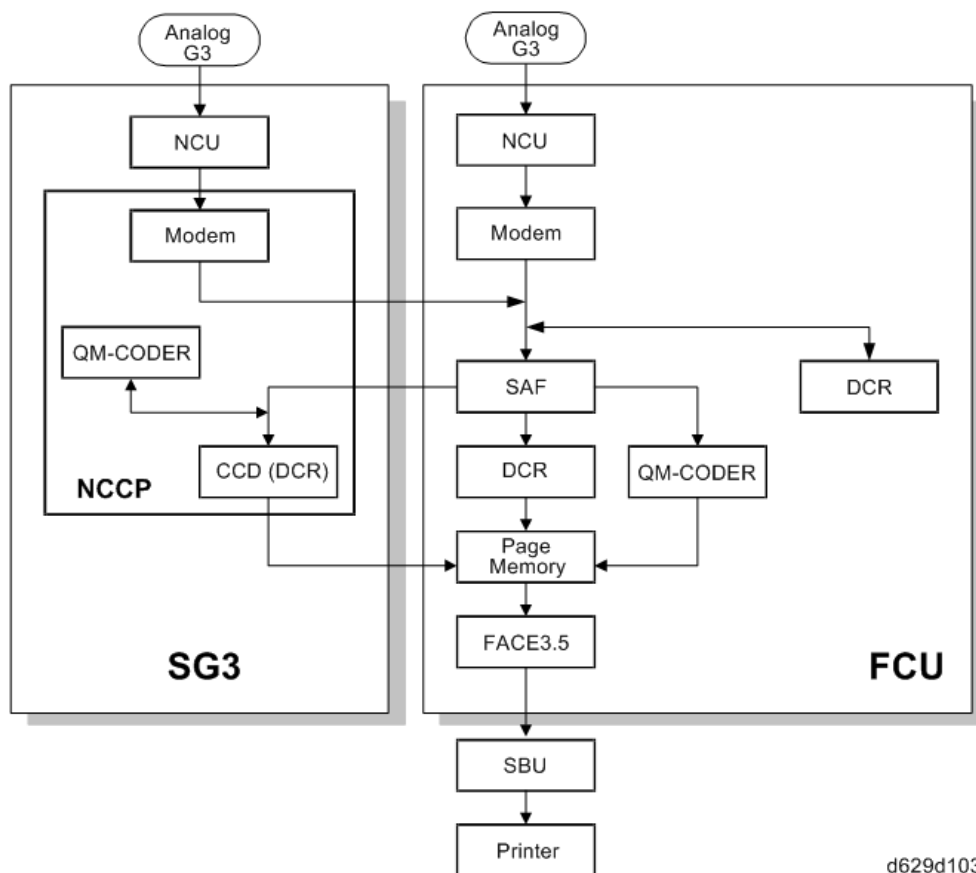 Analog
G3
Analog
G3
NCU
NCU
Modem
Modem
QM-CODER
SAF
DCR
CCD (DCR)
DCR
QM-CODER
NCCP
Page
Memory
FACE3.5
SG3
FCU
SBU
Printer
d629d103